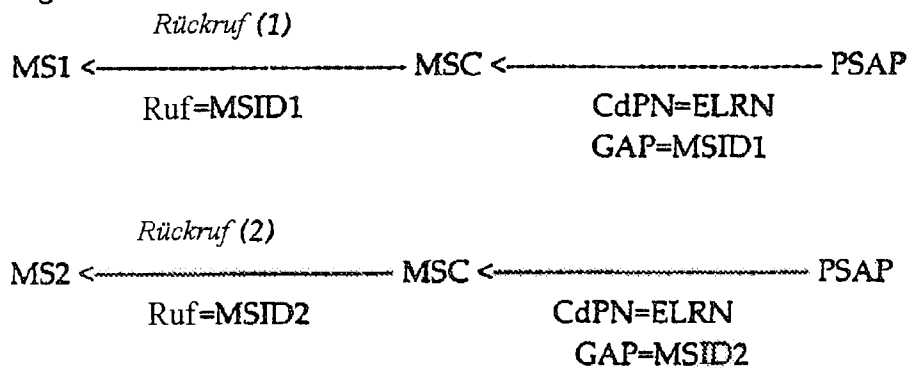 Rückruf (1)
MS1 <------------ MSC <------------ PSAP
Ruf=MSID1 CdPN=ELRN
GAP=MSID1
Rückruf (2)
MS2 <------------ MSC <------------ PSAP
Ruf=MSID2 CdPN=ELRN
GAP=MSID2